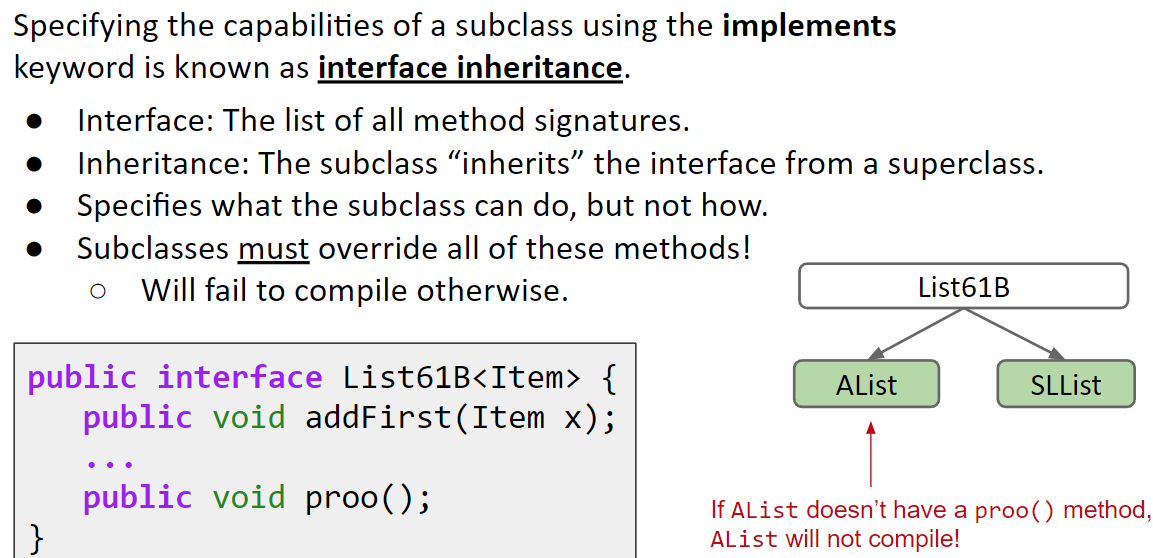 Specifying the capabilities of a subclass using the implements
keyword is known as interface inheritance.
● Interface: The list of all method signatures.
● Inheritance: The subclass “inherits” the interface from a superclass.
● Specifies what the subclass can do, but not how.
● Subclasses must override all of these methods!
○ Will fail to compile otherwise.
List61B
AList SLList
public interface List61B<Item> {
public void addFirst(Item x);
...
public void proo();
}
If AList doesn’t have a proo() method,
AList will not compile!